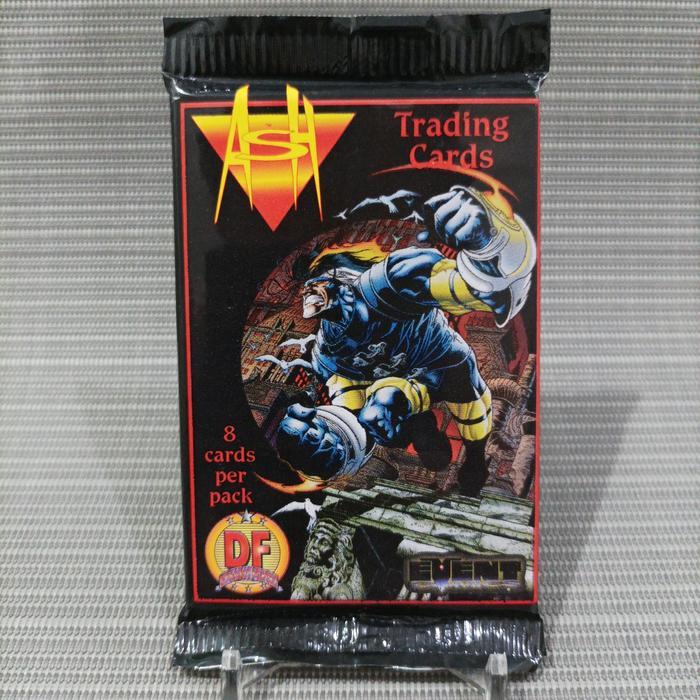 ASH
Trading
Cards
8
cards
per
pack
DF
EVENT